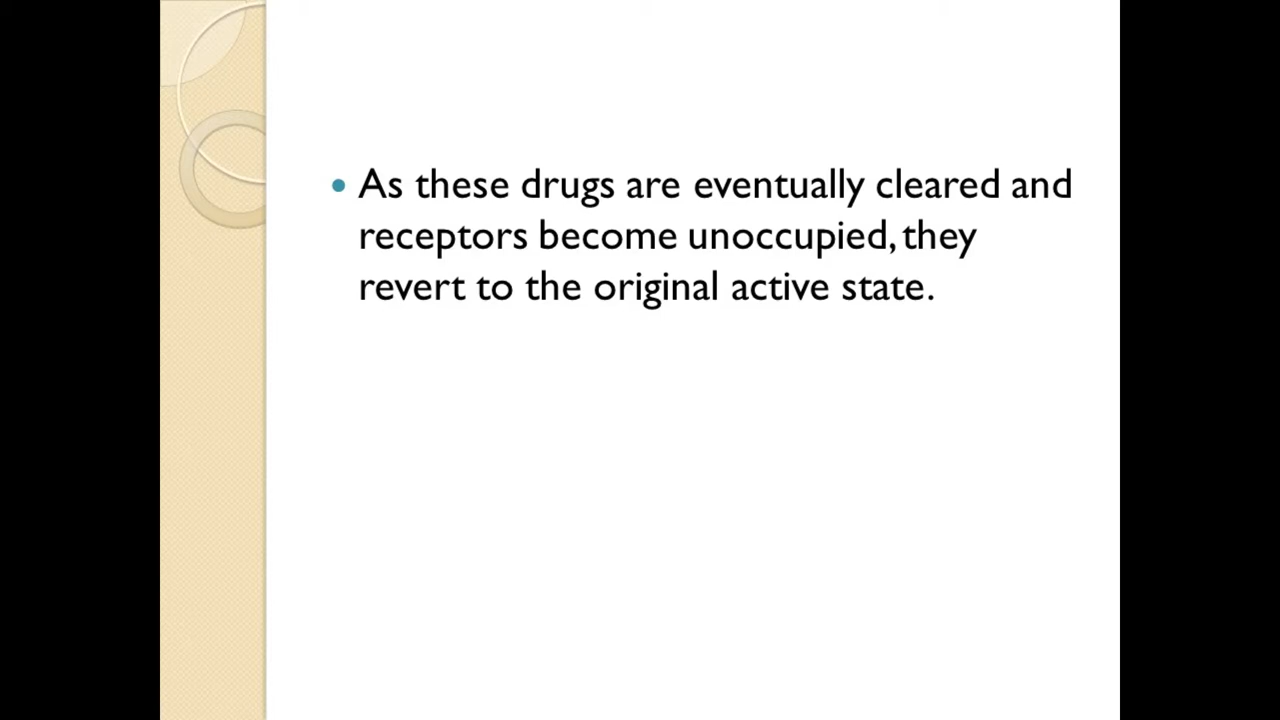 • As these drugs are eventually cleared and
receptors become unoccupied, they
revert to the original active state.